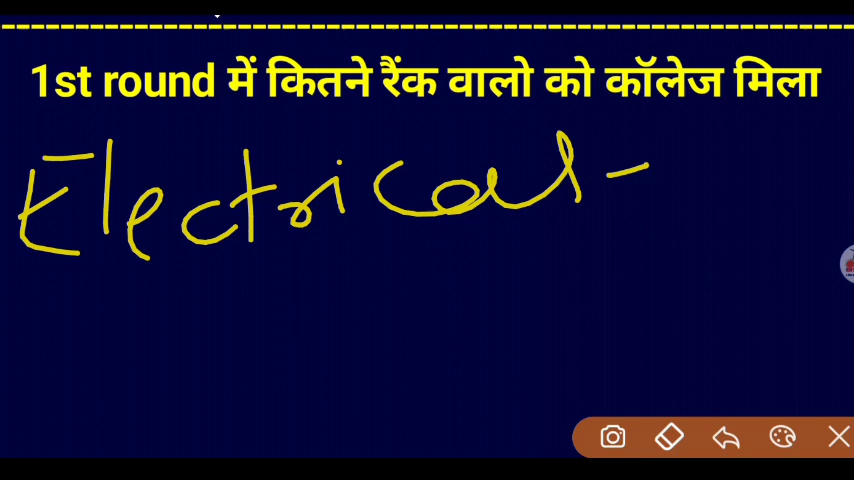 1st round में कितने रैंक वालो को कॉलेज मिला
Electrical -